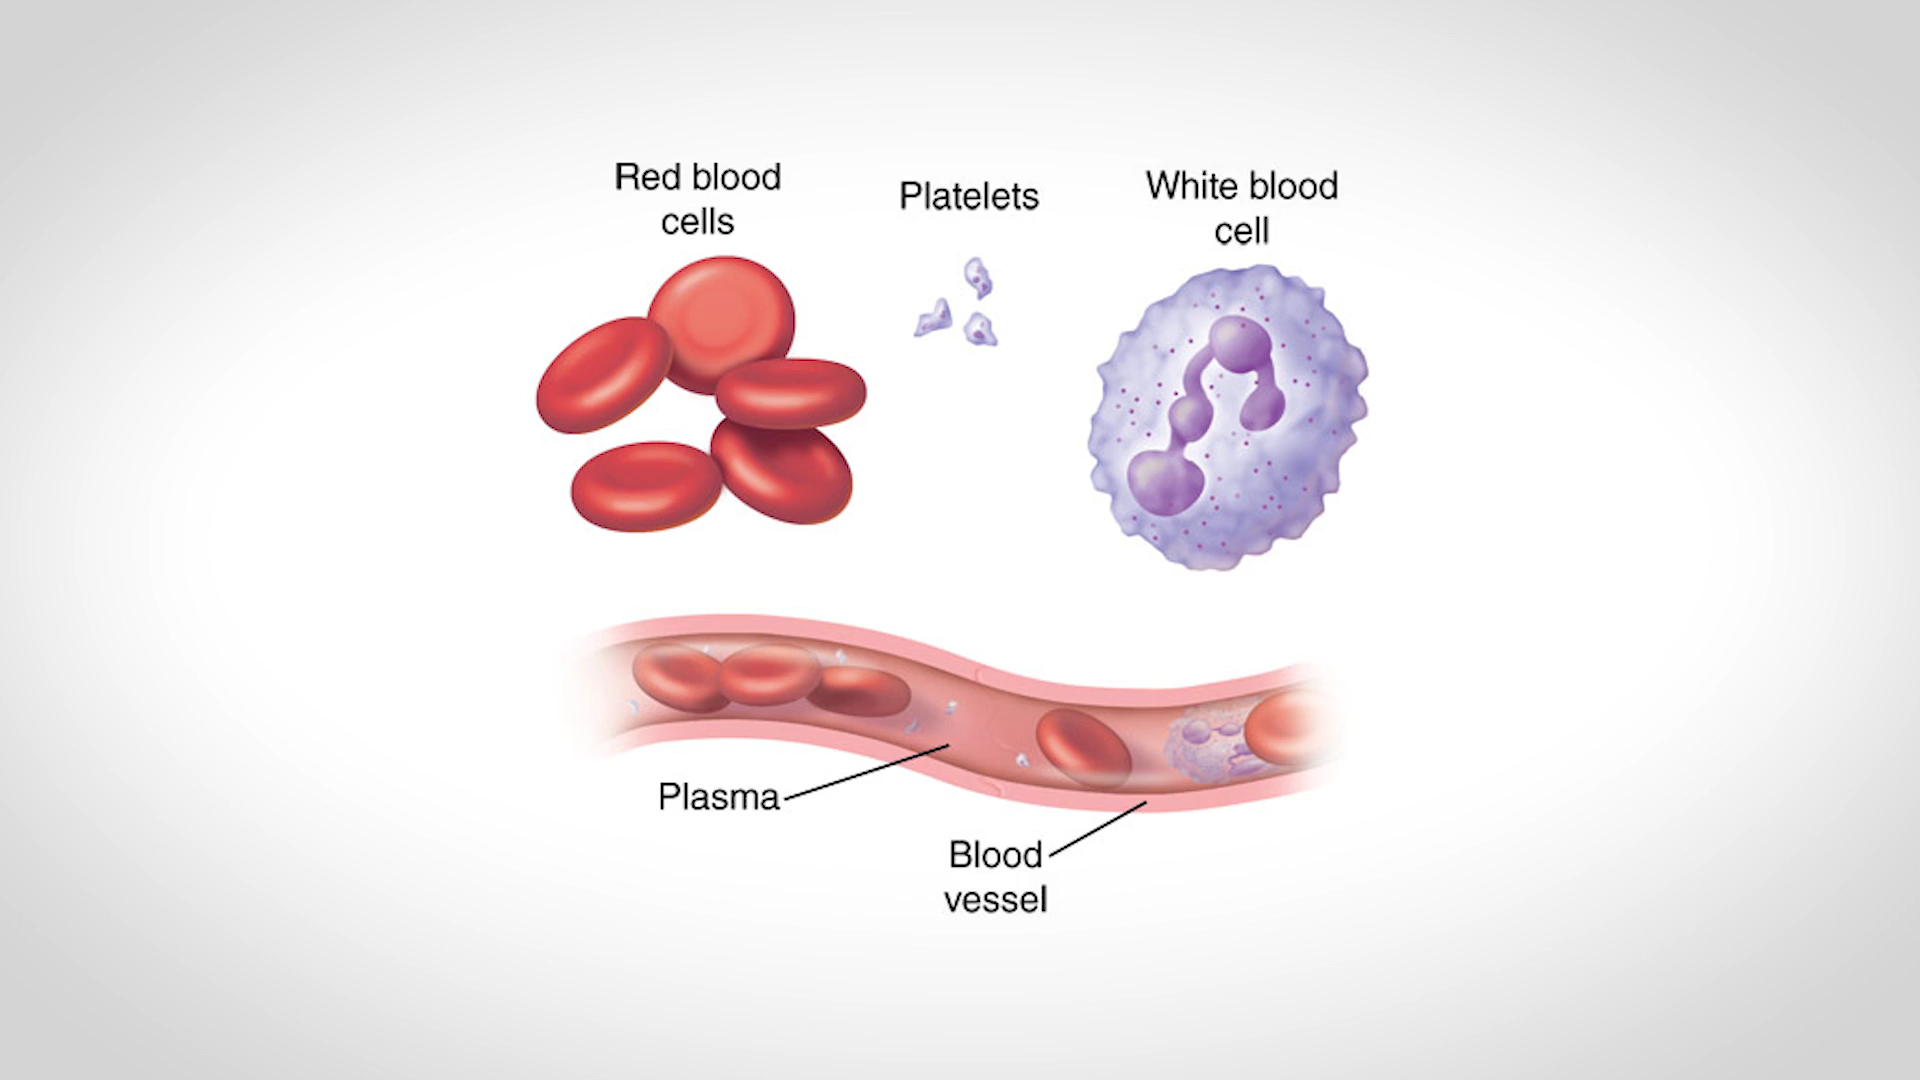 Red blood
cells
Platelets
White blood
cell
Plasma
Blood
vessel